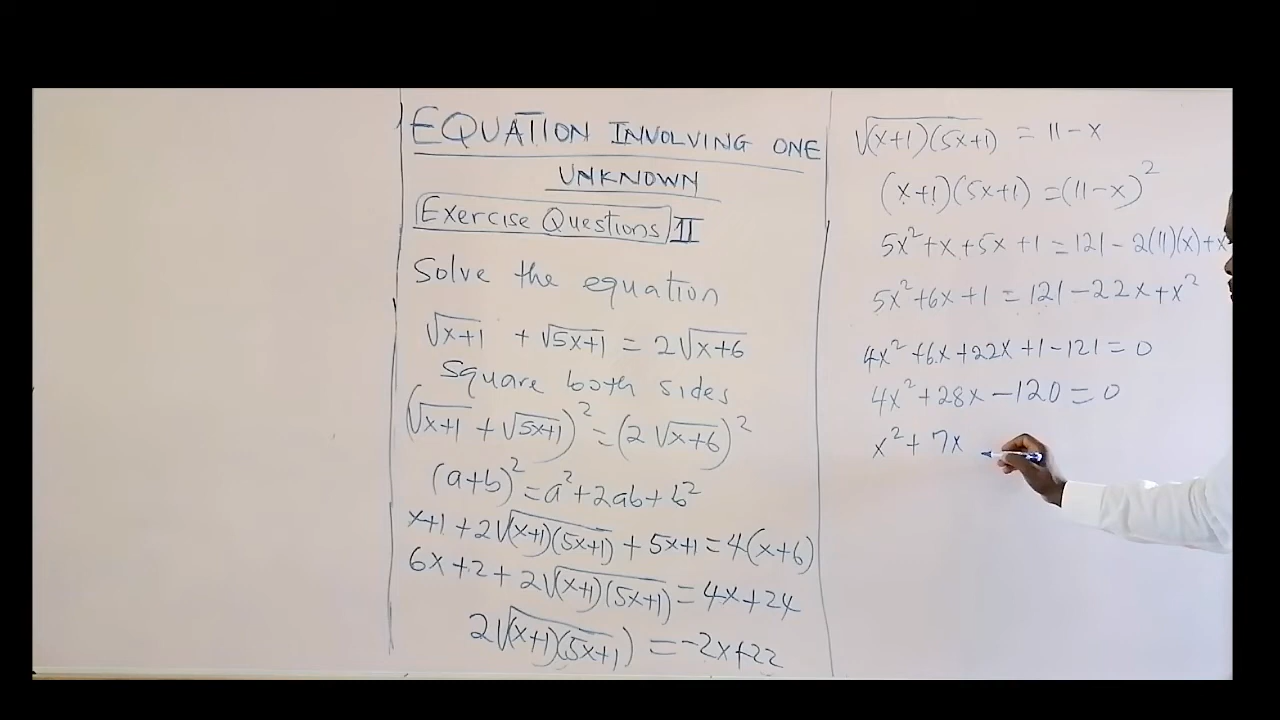 EQUATION INVOLVING ONE
UNKNOWN
Exercise Questions II
Solve the equation
√(x+1) + √(5x+1) = 2√(x+6)
Square both sides
(√(x+1) + √(5x+1))² = (2√(x+6))²
(a+b)² = a²+2ab+b²
x+1 + 2√((x+1)(5x+1)) + 5x+1 = 4(x+6)
6x+2 + 2√((x+1)(5x+1)) = 4x+24
2√((x+1)(5x+1)) = -2x+22
√((x+1)(5x+1)) = 11-x
(x+1)(5x+1) = (11-x)²
5x²+x+5x+1 = 121-2(11)(x)+x
5x²+6x+1 = 121-22x+x²
4x²+6x+22x+1-121=0
4x²+28x-120=0
x²+7x